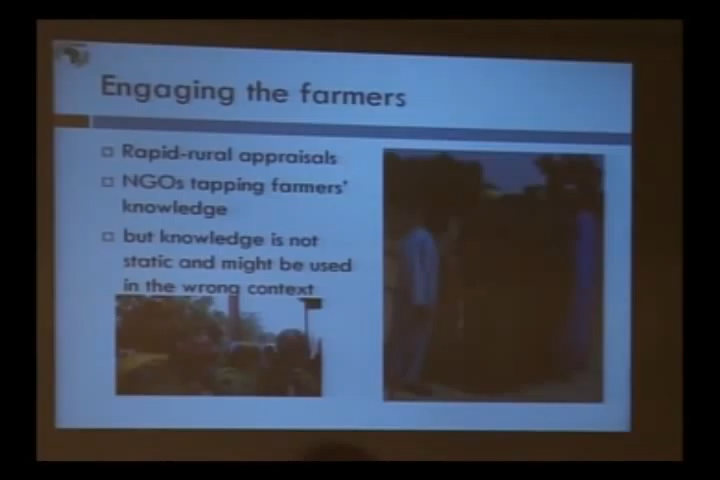 Engaging the farmers
Rapid-rural appraisals
NGOs tapping farmers'
knowledge
but knowledge is not
static and might be used
in the wrong context